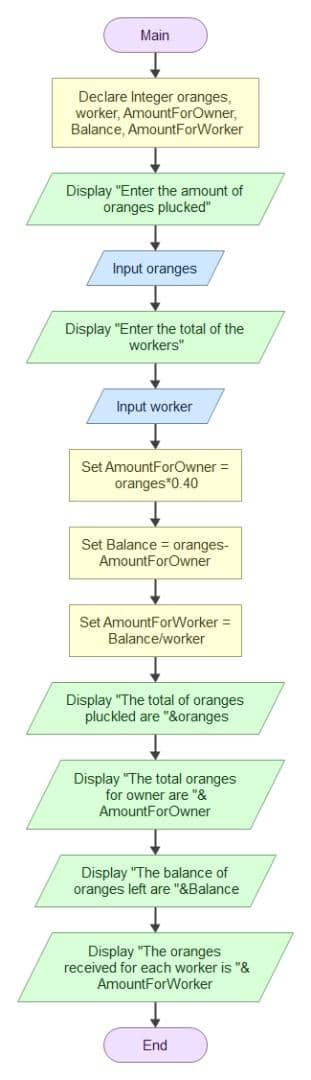 Main
Declare Integer oranges,
worker, AmountForOwner,
Balance, AmountForWorker
Display "Enter the amount of
oranges plucked"
Input oranges
Display "Enter the total of the
workers"
Input worker
Set AmountForOwner =
oranges*0.40
Set Balance = oranges-
AmountForOwner
Set AmountForWorker =
Balance/worker
Display "The total of oranges
pluckled are "&oranges
Display "The total oranges
for owner are "&
AmountForOwner
Display "The balance of
oranges left are "&Balance
Display "The oranges
received for each worker is "&
AmountForWorker
End